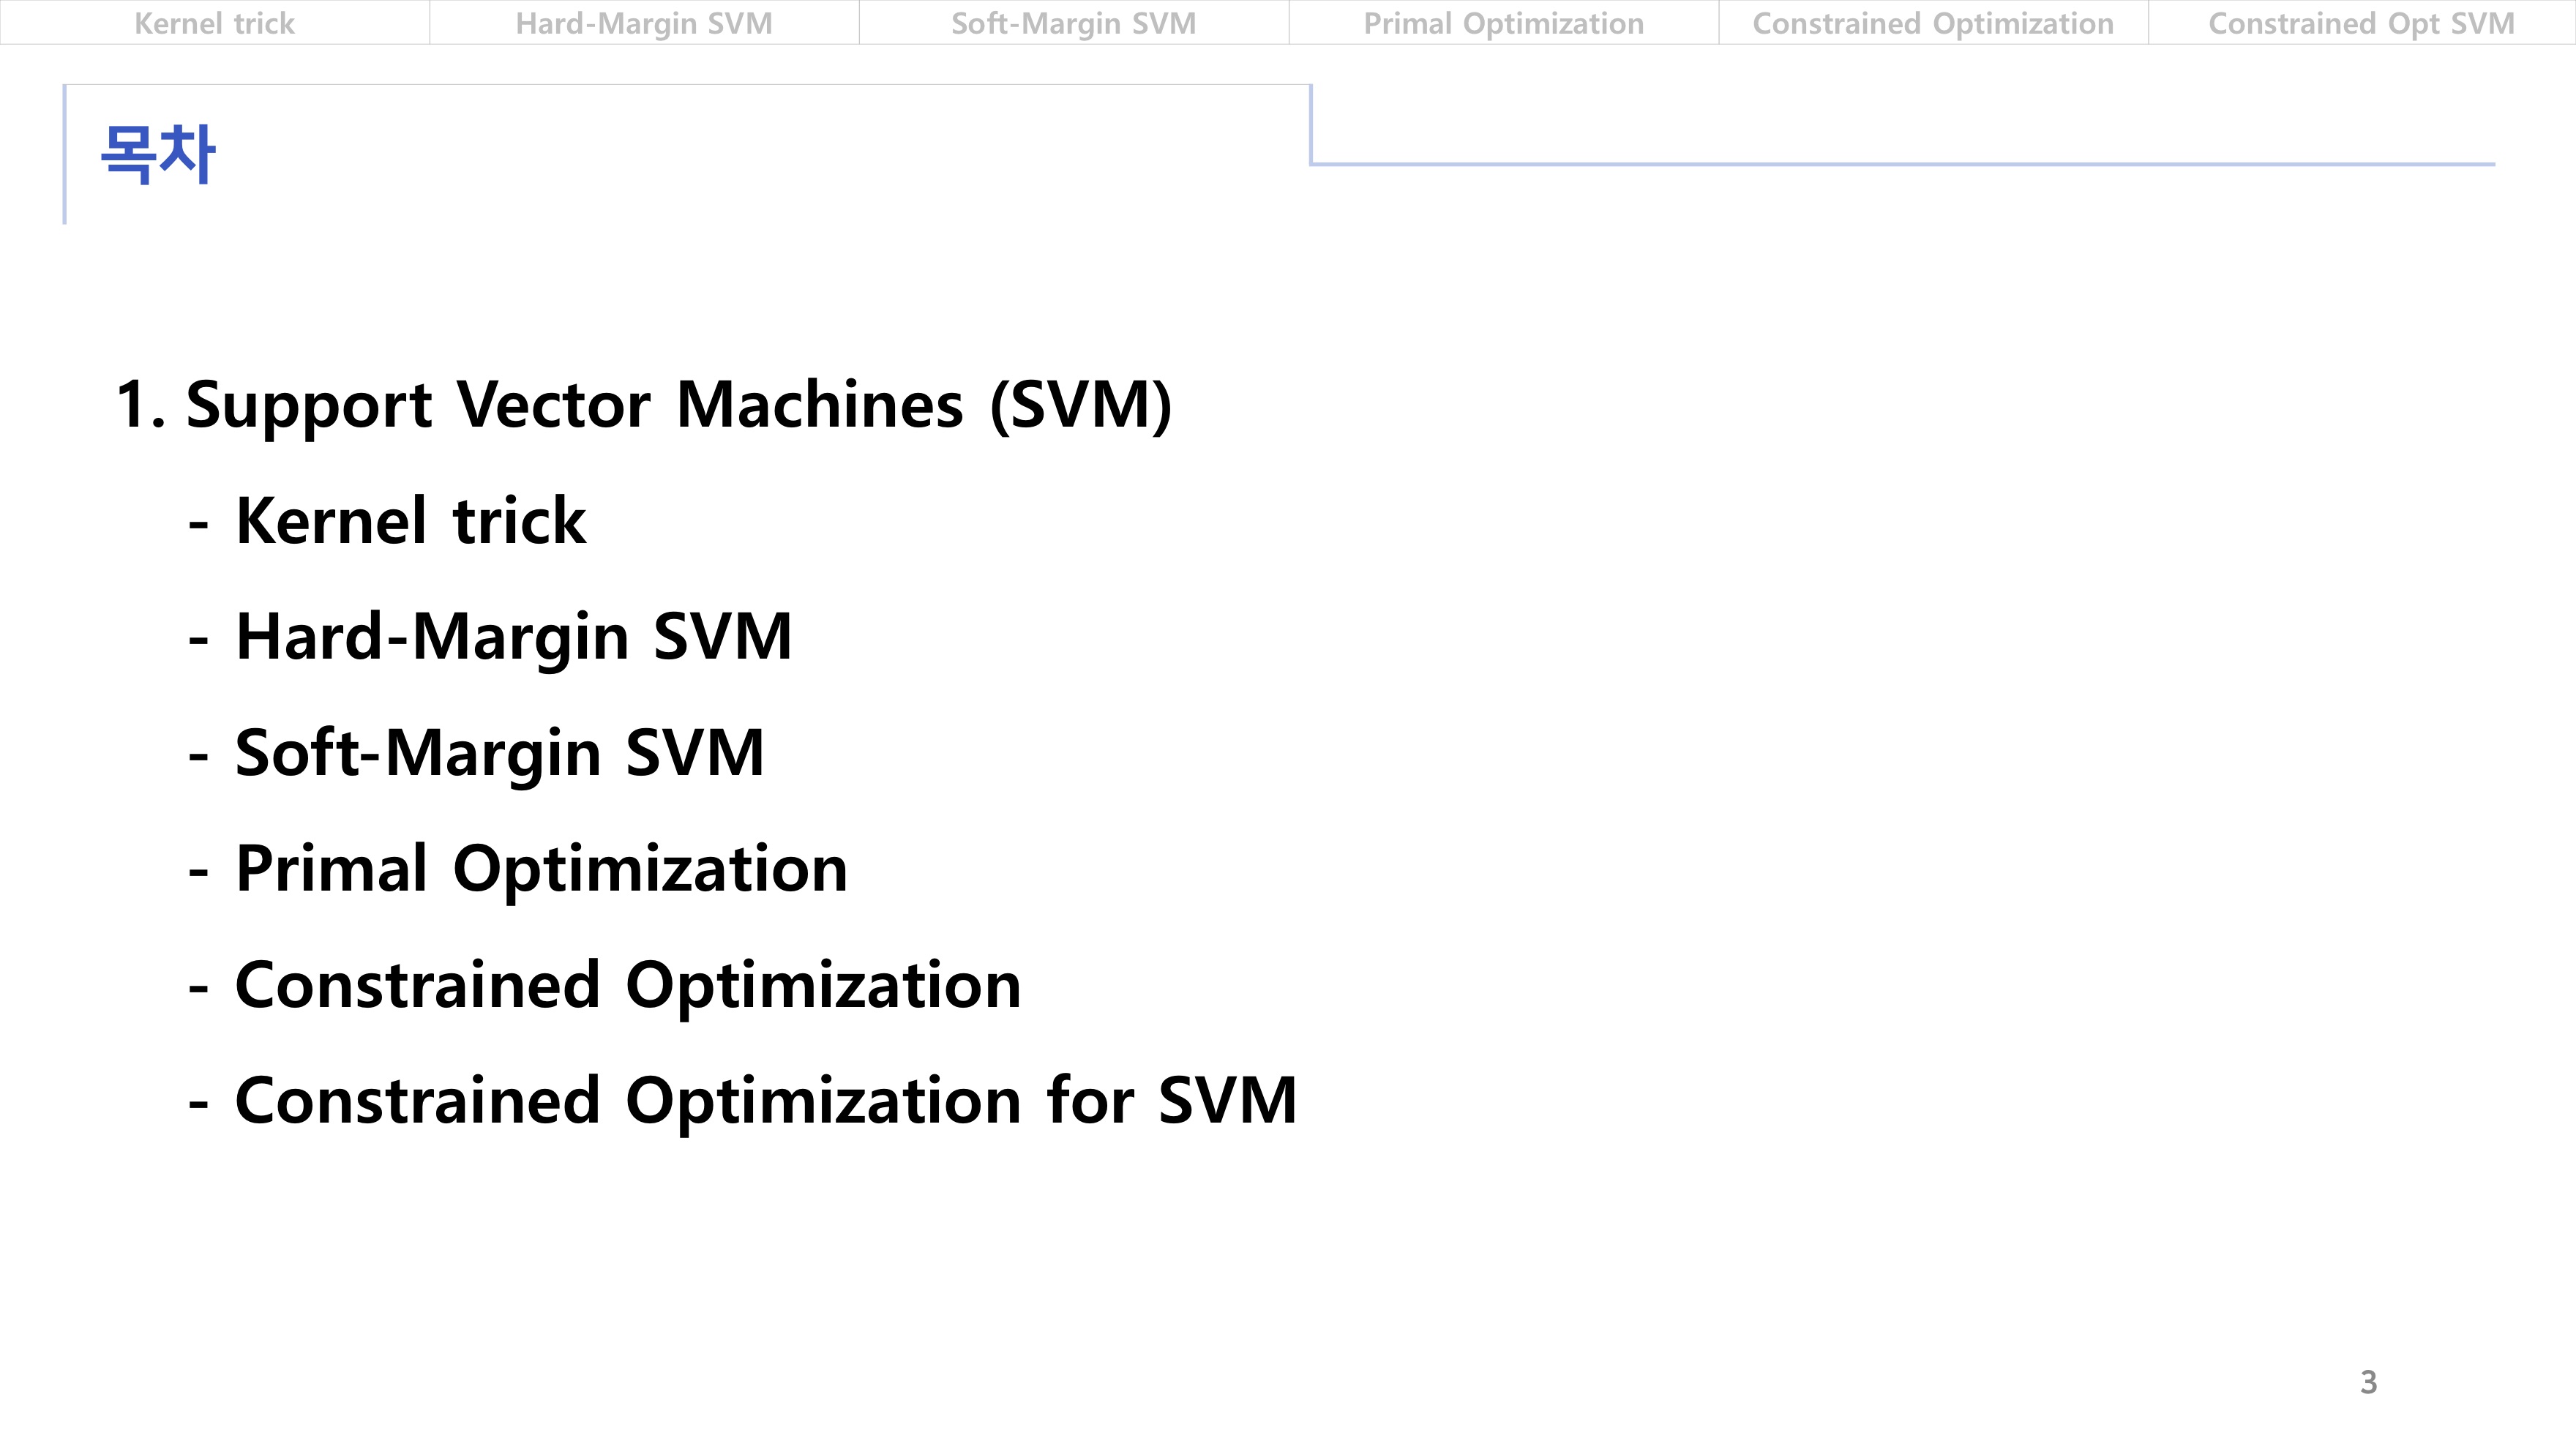 Kernel trick
Hard-Margin SVM
Soft-Margin SVM
Primal Optimization
Constrained Optimization
Constrained Opt SVM
목차
1. Support Vector Machines (SVM)
- Kernel trick
- Hard-Margin SVM
- Soft-Margin SVM
- Primal Optimization
- Constrained Optimization
- Constrained Optimization for SVM
3